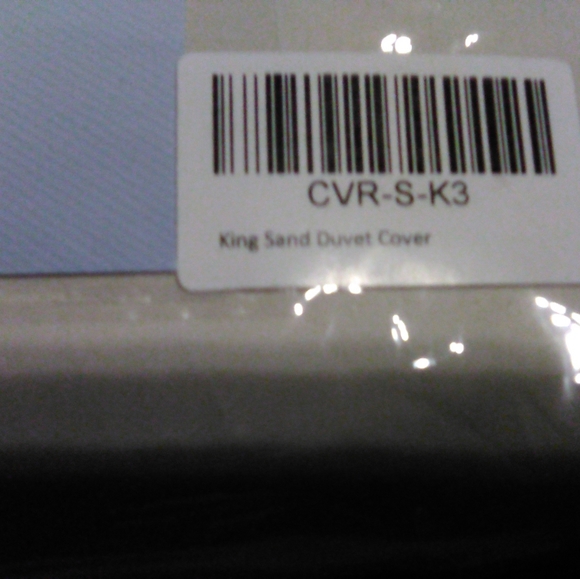 CVR-S-K3
King Sand Duvet Cover